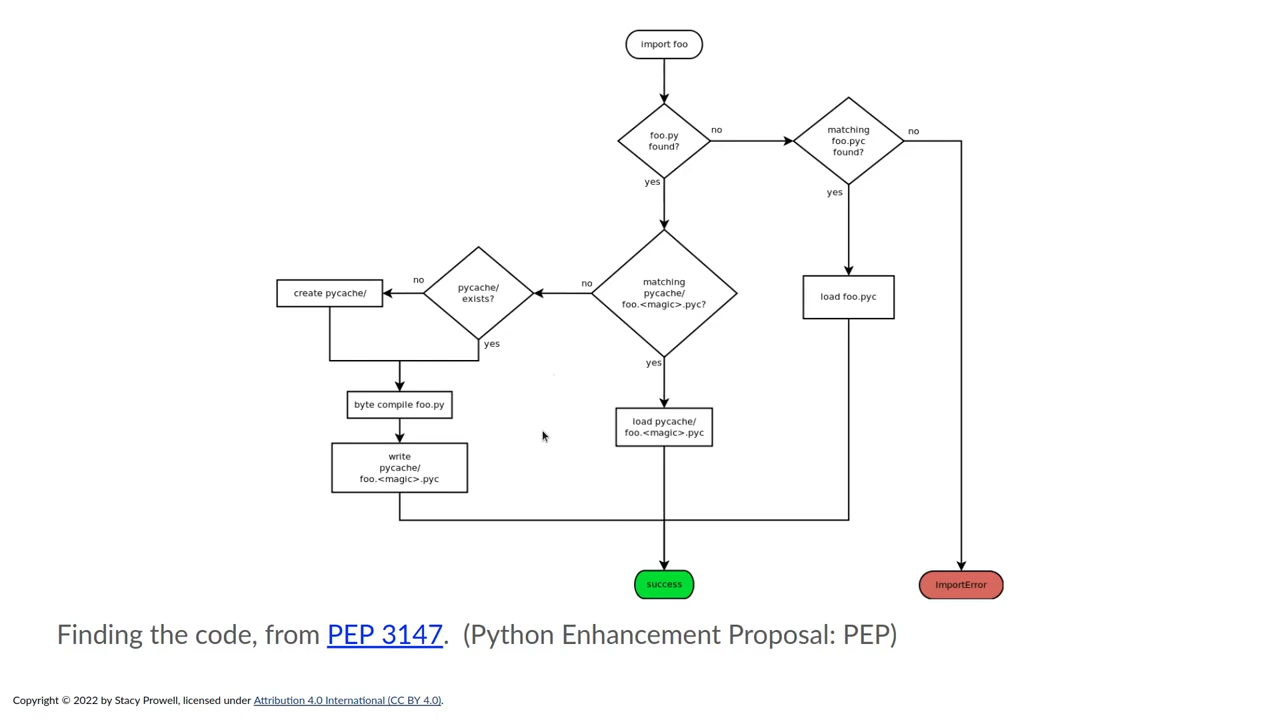 import foo
foo.py
found?
no
matching
foo.pyc
found?
no
yes
yes
create pycache/
no
pycache/
exists?
no
matching
pycache/
foo.<magic>.pyc?
load foo.pyc
yes
yes
byte compile foo.py
load pycache/
foo.<magic>.pyc
write
pycache/
foo.<magic>.pyc
success
ImportError
Finding the code, from PEP 3147. (Python Enhancement Proposal: PEP)
Copyright © 2022 by Stacy Prowell, licensed under Attribution 4.0 International (CC BY 4.0).